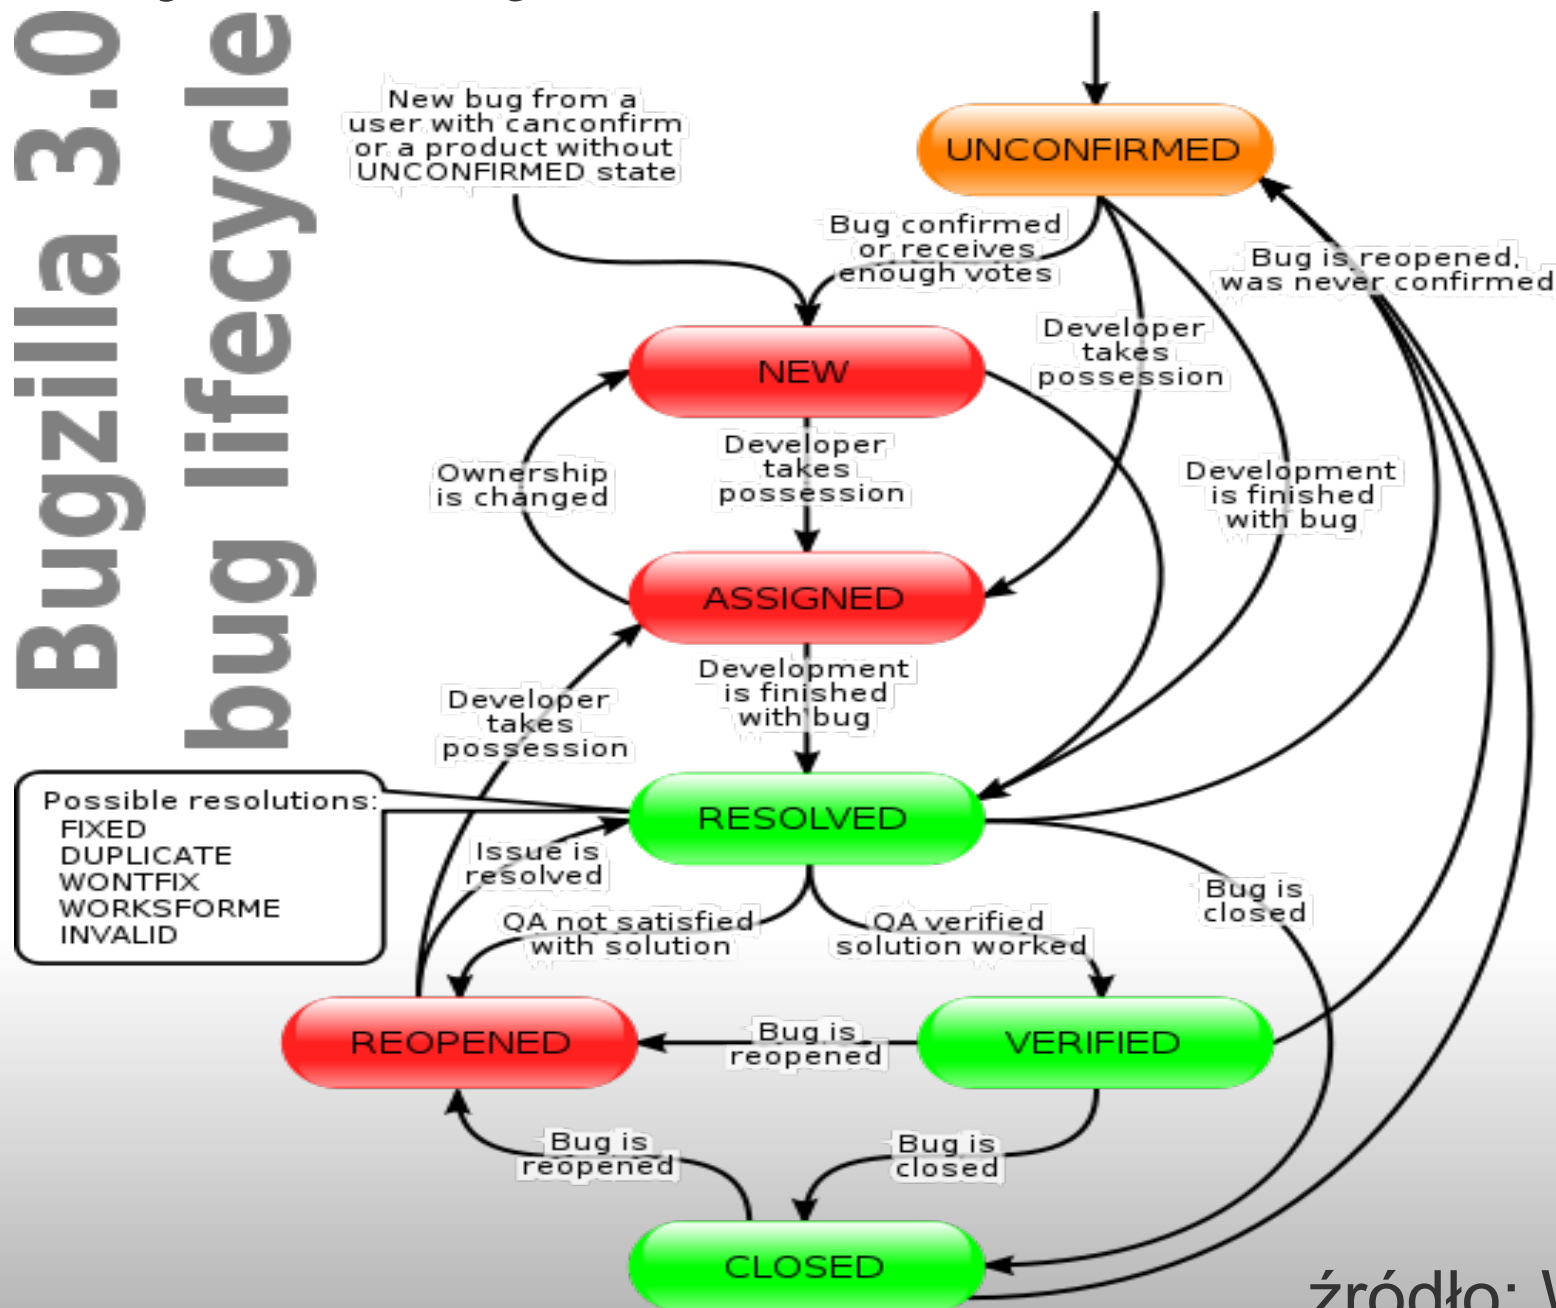 Bugzilla 3.0
bug lifecycle
New bug from a
user with canconfirm
or a product without
UNCONFIRMED state
UNCONFIRMED
Bug confirmed
or receives
enough votes
Bug is reopened,
was never confirmed
Developer
takes
possession
NEW
Ownership
is changed
Developer
takes
possession
Development
is finished
with bug
ASSIGNED
Developer
takes
possession
Development
is finished
with bug
Possible resolutions:
FIXED
DUPLICATE
WONTFIX
WORKSFORME
INVALID
RESOLVED
Issue is
resolved
Bug is
closed
QA not satisfied
with solution
QA verified
solution worked
REOPENED
Bug is
reopened
VERIFIED
Bug is
reopened
Bug is
closed
CLOSED
źródło: